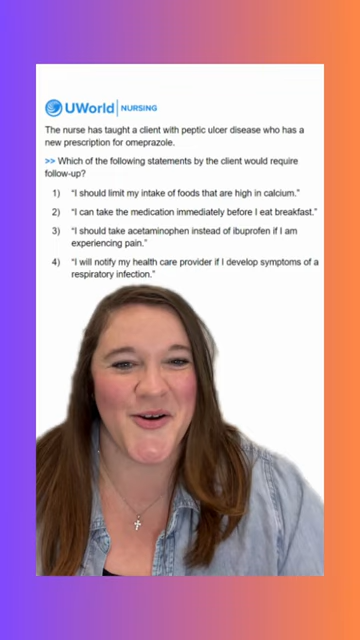 UWorld | NURSING
The nurse has taught a client with peptic ulcer disease who has a
new prescription for omeprazole.
>> Which of the following statements by the client would require
follow-up?
1) "I should limit my intake of foods that are high in calcium."
2) "I can take the medication immediately before I eat breakfast."
3) "I should take acetaminophen instead of ibuprofen if I am
experiencing pain."
4) "I will notify my health care provider if I develop symptoms of a
respiratory infection."